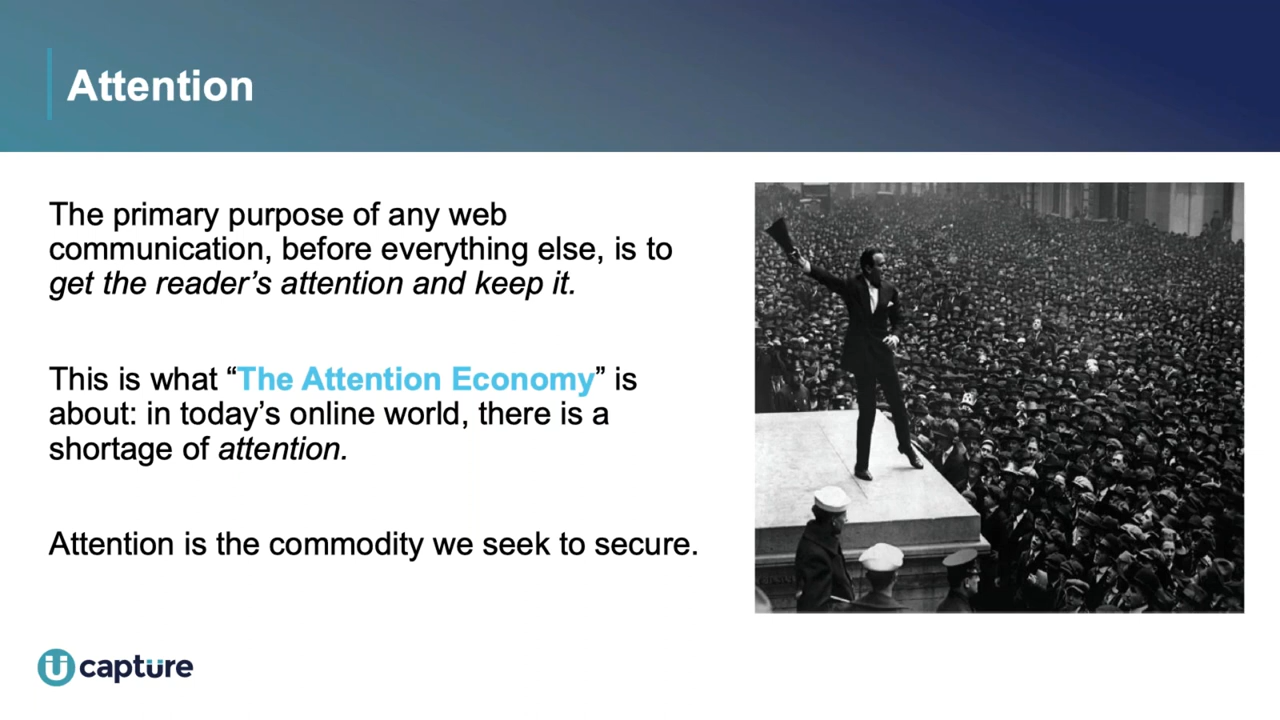 Attention
The primary purpose of any web
communication, before everything else, is to
get the reader’s attention and keep it.
This is what “The Attention Economy” is
about: in today’s online world, there is a
shortage of attention.
Attention is the commodity we seek to secure.
capture